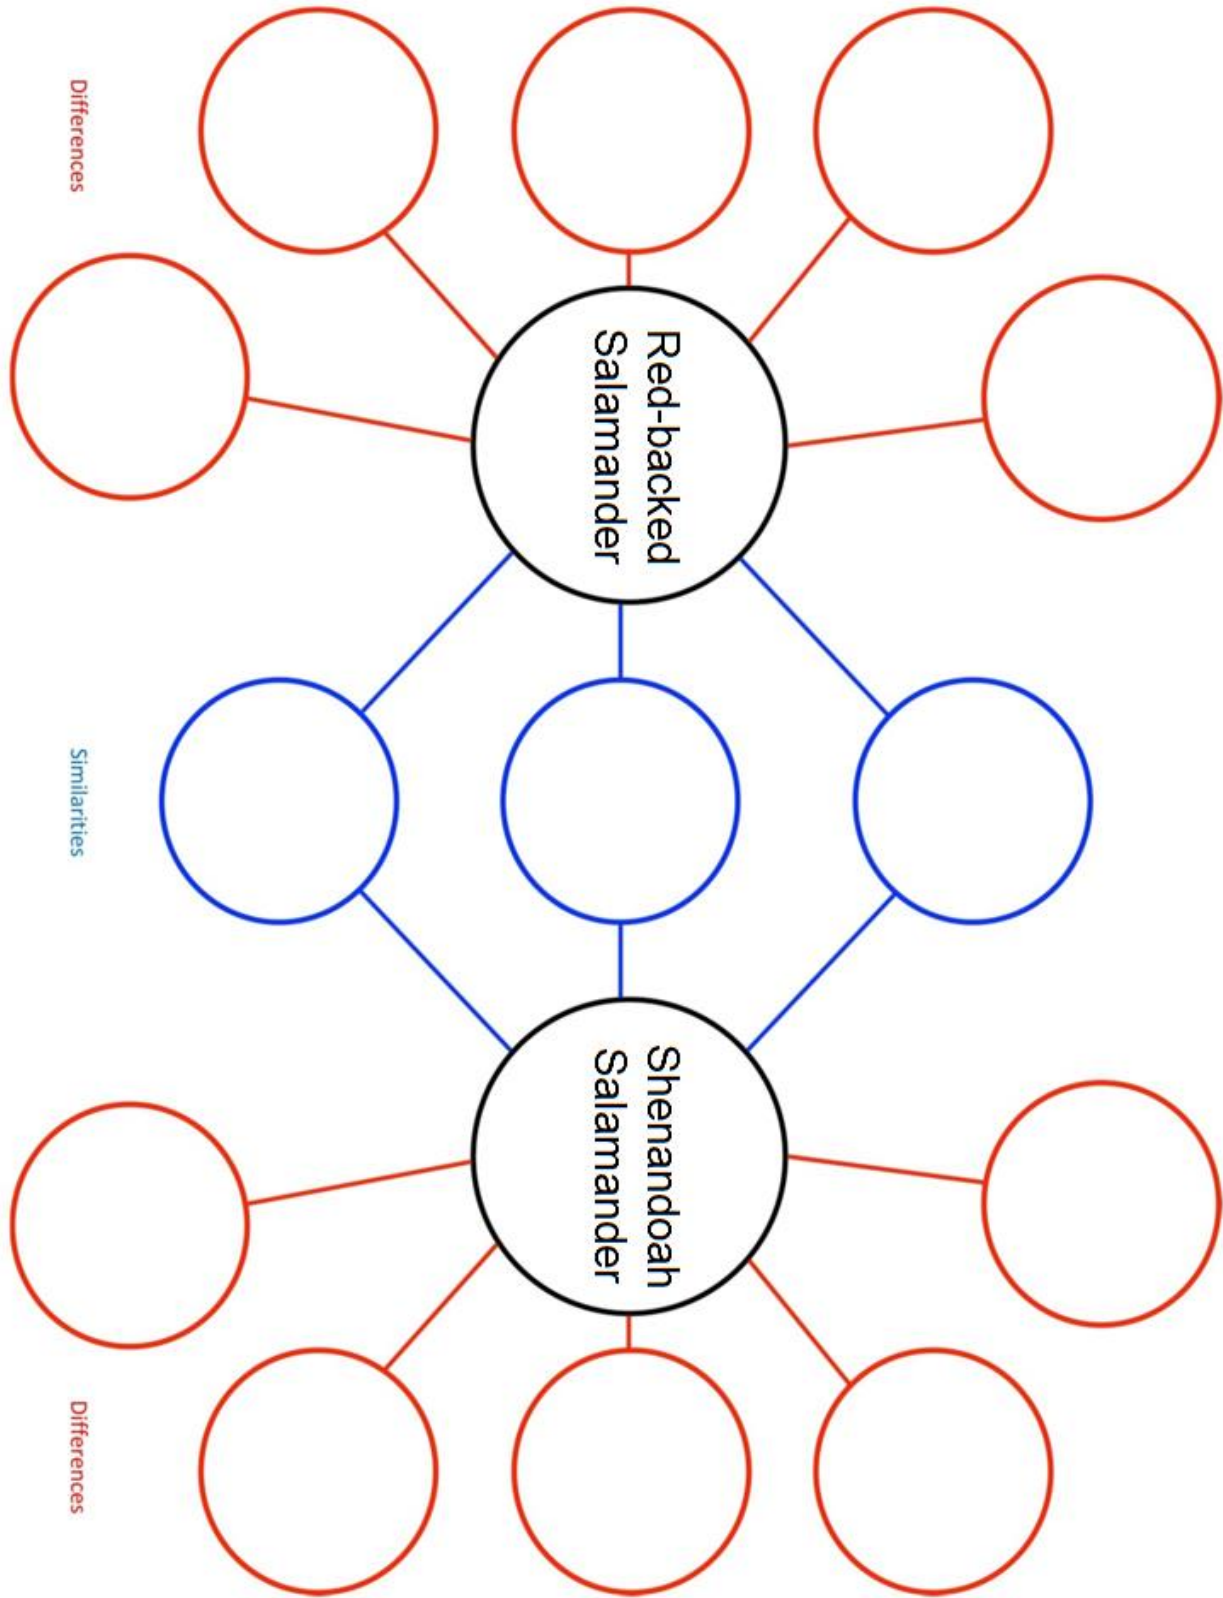 Red-backed
Salamander
Shenandoah
Salamander
Differences
Similarities
Differences